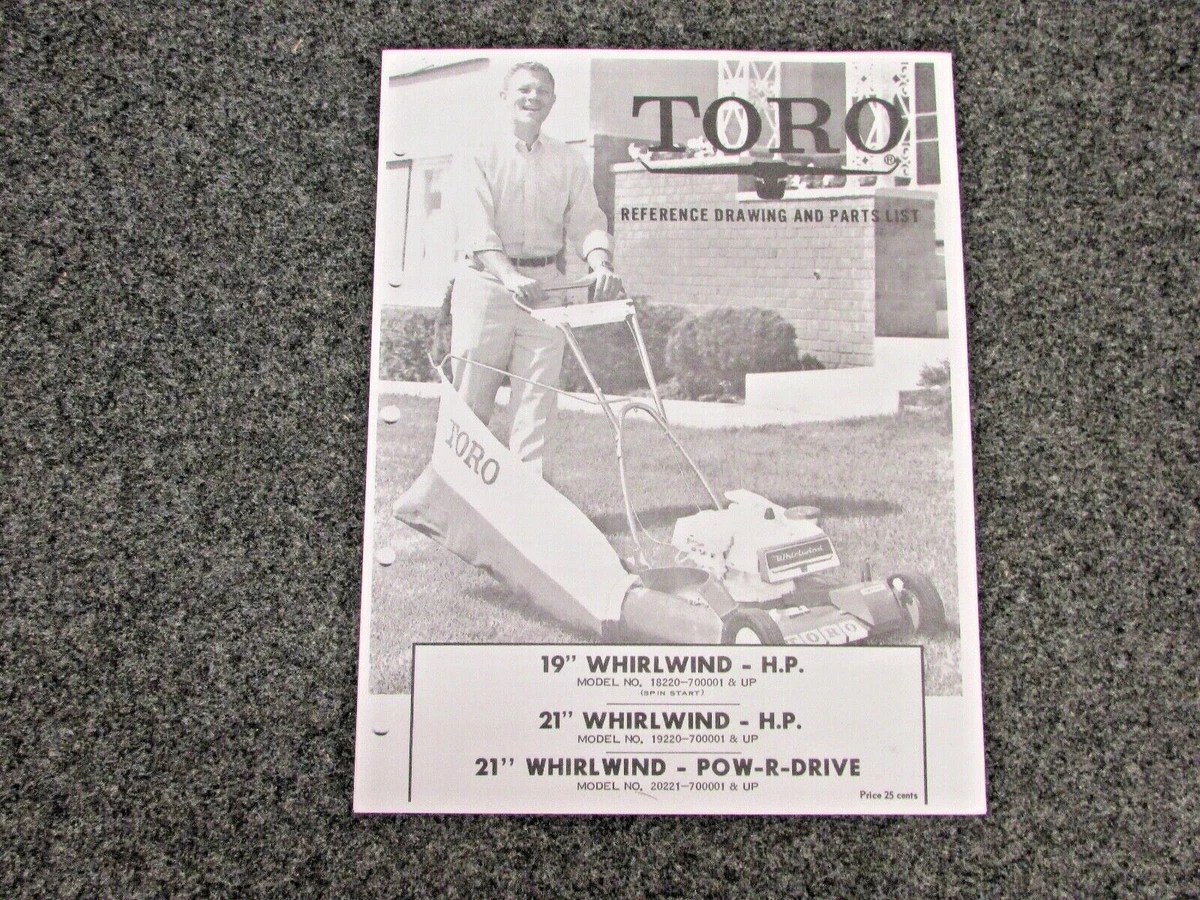 TORO
®
REFERENCE DRAWING AND PARTS LIST
TORO
Whirlwind
TORO
19" WHIRLWIND - H.P.
MODEL NO. 18220-700001 & UP
(SPIN START)
21" WHIRLWIND - H.P.
MODEL NO. 19220-700001 & UP
21" WHIRLWIND - POW-R-DRIVE
MODEL NO. 20221-700001 & UP
Price 25 cents